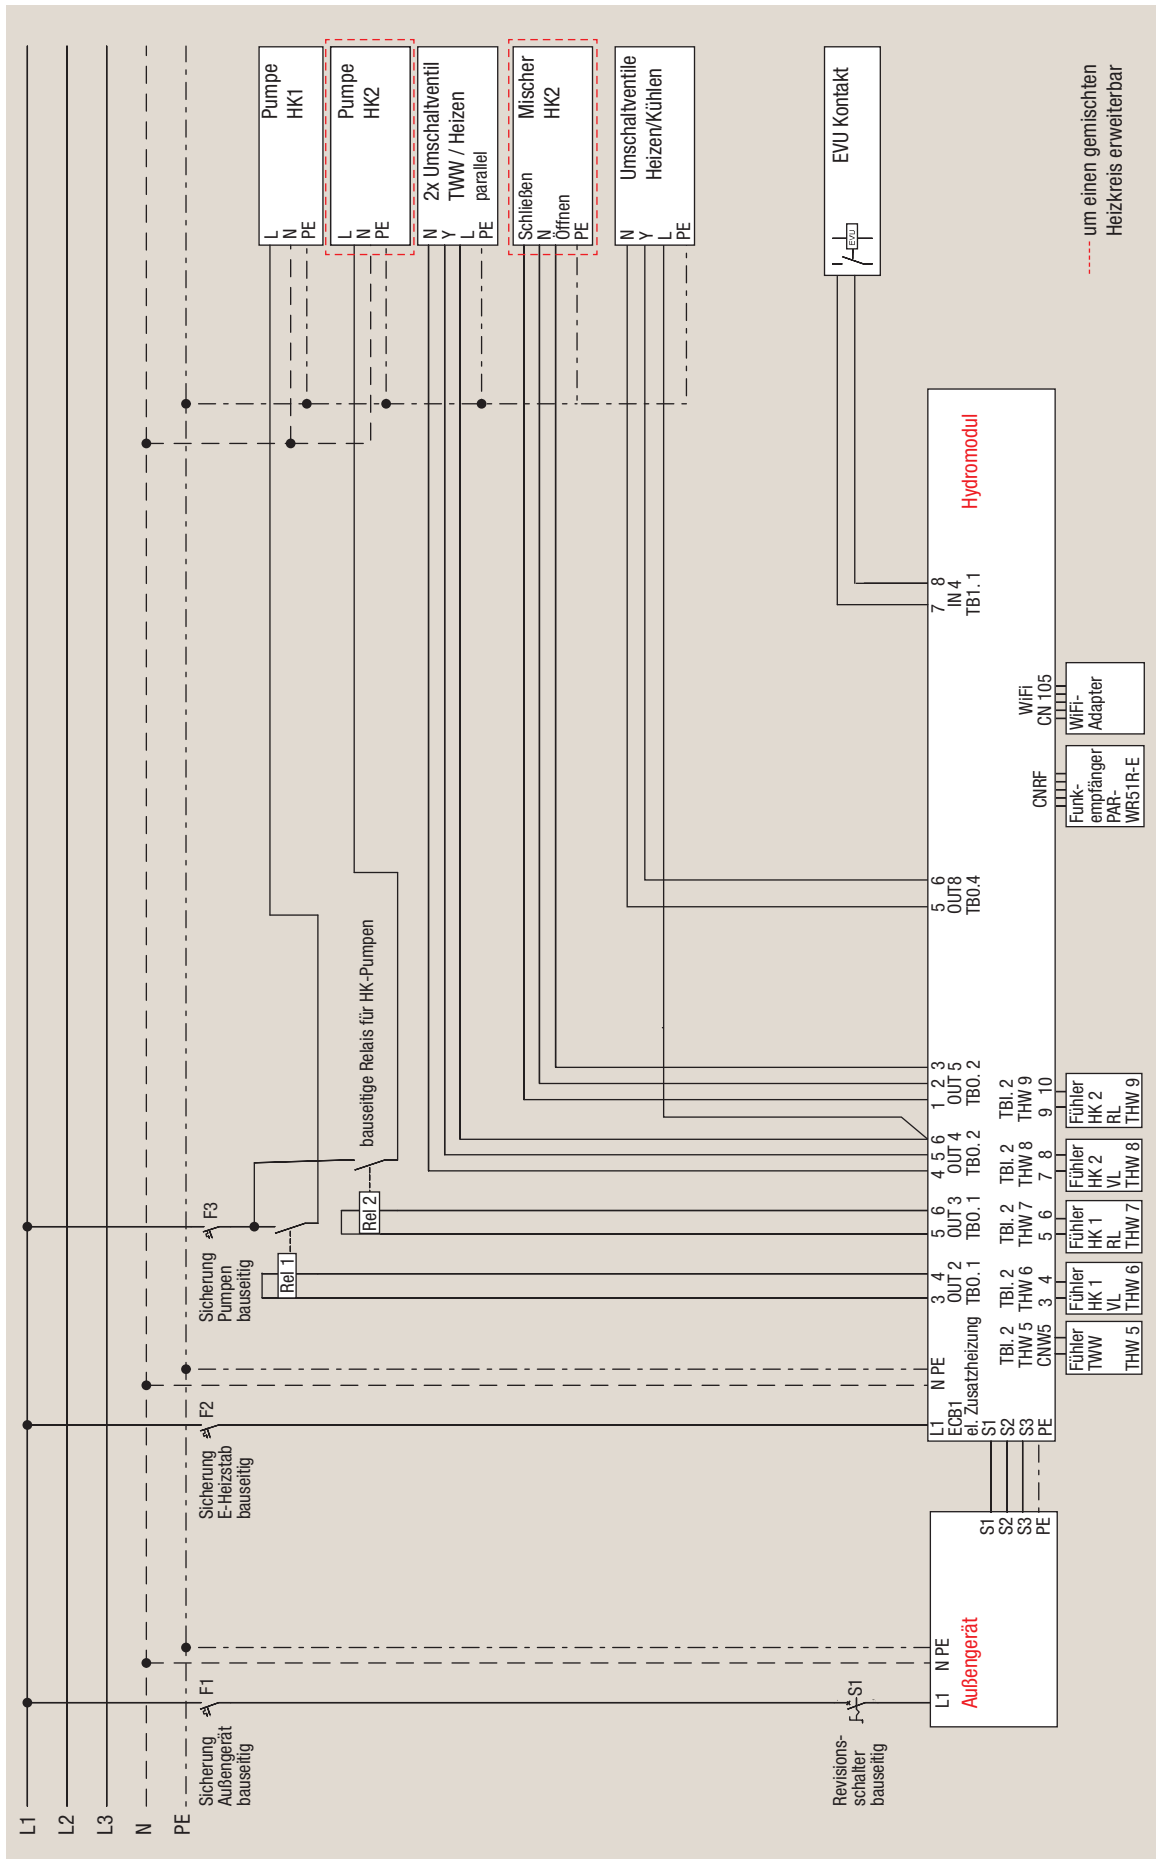 L1
L2
L3
N
PE
Sicherung
Außengerät
bauseitig
F1
Sicherung
E-Heizstab
bauseitig
F2
Sicherung
Pumpen
bauseitig
F3
Rel 1
Rel 2
bauseitige Relais für HK-Pumpen
Pumpe
HK1
L
N
PE
Pumpe
HK2
L
N
PE
2x Umschaltventil
TWW / Heizen
parallel
N
Y
L
PE
Mischer
HK2
Schließen
N
Öffnen
PE
Umschaltventile
Heizen/Kühlen
N
Y
L
PE
EVU Kontakt
EVU
um einen gemischten
Heizkreis erweiterbar
Revisions-
schalter
bauseitig
S1
L1
N PE
Außengerät
S1
S2
S3
PE
L1
N PE
ECB1
el. Zusatzheizung
S1
S2
S3
PE
3 4
OUT 2
TBO. 1
5 6
OUT 3
TBO. 1
4 5 6
OUT 4
TBO. 2
1 2 3
OUT 5
TBO. 2
5 6
OUT8
TBO.4
7 8
IN 4
TB1. 1
Hydromodul
TBI. 2
THW 5
CNW5
TBI. 2
THW 6
3 4
TBI. 2
THW 7
5 6
TBI. 2
THW 8
7 8
TBI. 2
THW 9
9 10
CNRF
WiFi
CN 105
Fühler
TWW
THW 5
Fühler
HK 1
VL
THW 6
Fühler
HK 1
RL
THW 7
Fühler
HK 2
VL
THW 8
Fühler
HK 2
RL
THW 9
Funk-
empfänger
PAR-
WR51R-E
WiFi-
Adapter